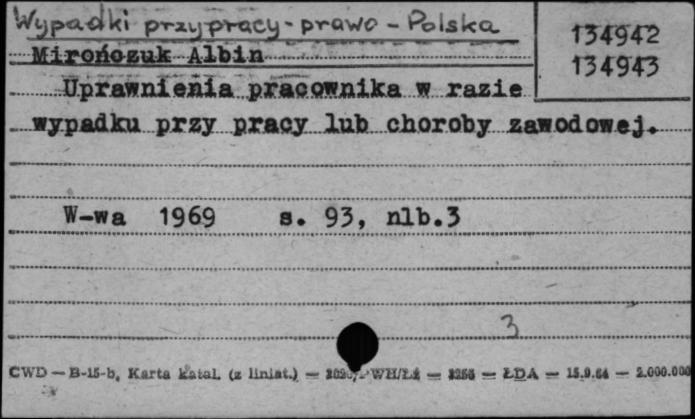 Wypadki przy pracy - prawo - Polska
134942
134943
Mirończuk Albin
Uprawnienia pracownika w razie
wypadku przy pracy lub choroby zawodowej.
W-wa 1969 s. 93, nlb.3
3
CWD — B-15-b, Karta katal. (z liniat.) — WH/Łź — — ŁDA — 15.9.64 — 2.000.000